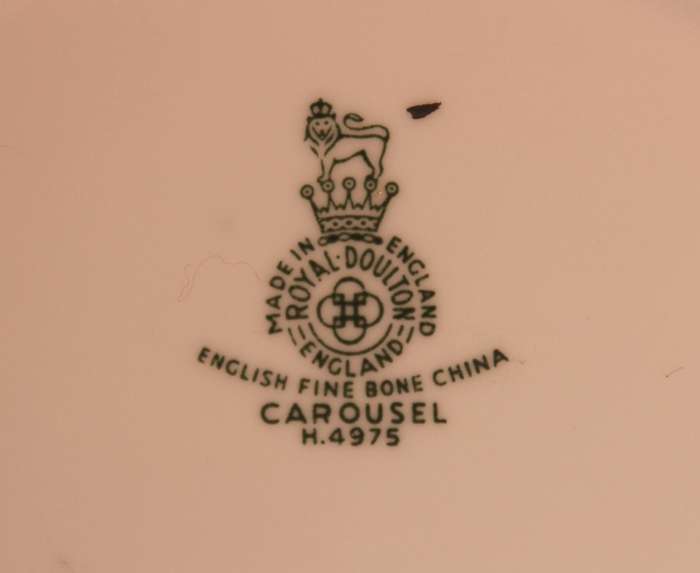 MADE IN ENGLAND
ROYAL·DOULTON
ENGLAND
ENGLISH FINE BONE CHINA
CAROUSEL
H.4975